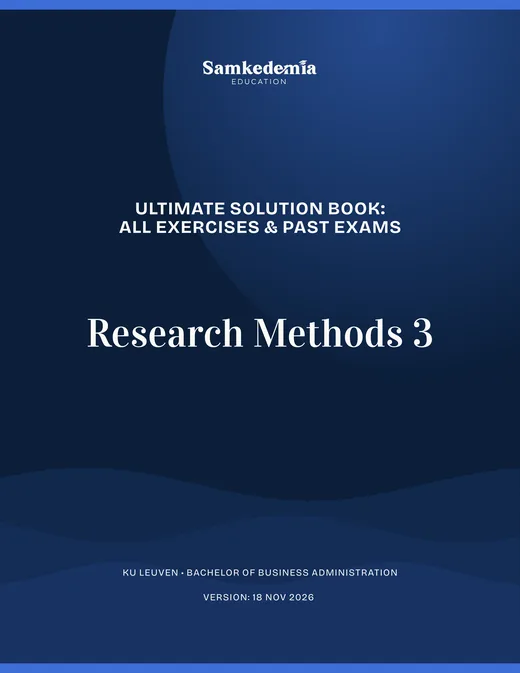 Samkedemia
EDUCATION
ULTIMATE SOLUTION BOOK:
ALL EXERCISES & PAST EXAMS
Research Methods 3
KU LEUVEN • BACHELOR OF BUSINESS ADMINISTRATION
VERSION: 18 NOV 2026